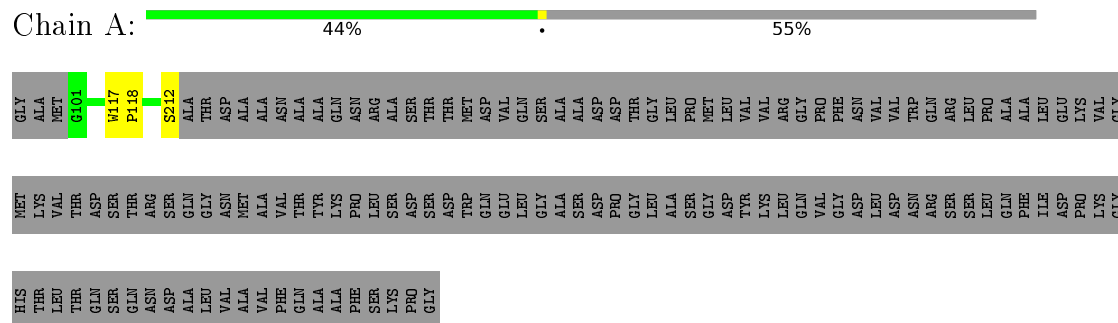 Chain A:
44% • 55%
GLY ALA MET G101 W117 P118 S212 ALA THR ASP ALA ALA ASN ALA ALA GLN ASN ARG ALA SER THR THR MET ASP VAL GLN SER ALA ALA ASP ASP THR GLY LEU PRO MET LEU VAL VAL ARG GLY PRO PHE ASN VAL VAL TRP GLN ARG LEU PRO ALA ALA LEU GLU LYS VAL GLY
MET LYS VAL THR ASP SER THR ARG SER GLN GLY ASN MET ALA VAL THR TYR LYS PRO LEU SER ASP SER ASP TRP GLN GLU LEU GLY ALA SER ASP PRO GLY LEU ALA SER GLY ASP TYR LYS LEU GLN VAL GLY ASP LEU ASP ASN ARG SER SER LEU GLN PHE ILE ASP PRO LYS GLY
HIS THR LEU THR GLN SER GLN ASN ASP ALA LEU VAL ALA VAL PHE GLN ALA ALA PHE SER LYS PRO GLY